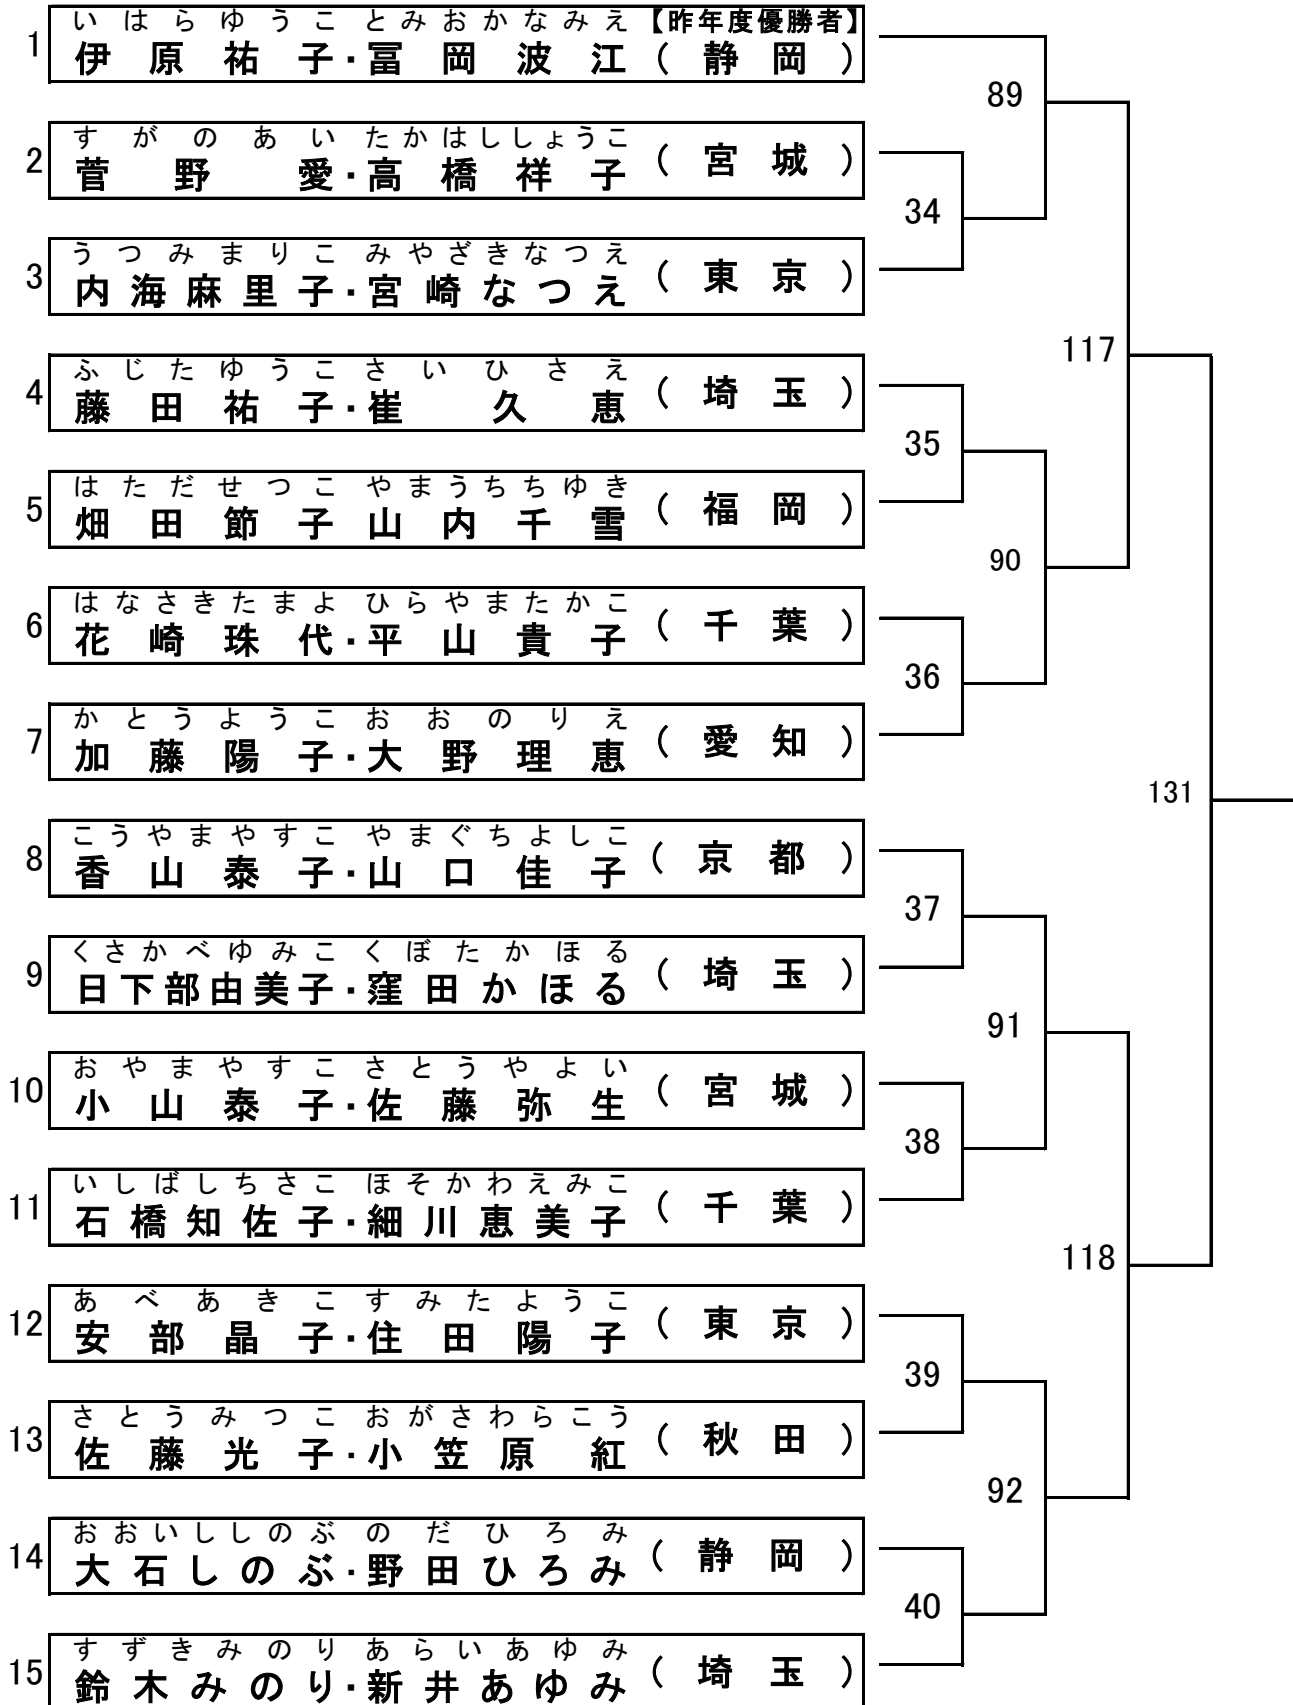 いはらゆうこ とみおかなみえ 【昨年度優勝者】
1 伊原祐子・冨岡波江 (静岡)
89
すがのあい たかはししょうこ
2 菅野愛・高橋祥子 (宮城)
34
うつみまりこ みやざきなつえ
3 内海麻里子・宮崎なつえ (東京)
117
ふじたゆうこ さいひさえ
4 藤田祐子・崔久恵 (埼玉)
35
はただせつこ やまうちちゆき
5 畑田節子 山内千雪 (福岡)
90
はなさきたまよ ひらやまたかこ
6 花崎珠代・平山貴子 (千葉)
36
かとうようこ おおのりえ
7 加藤陽子・大野理恵 (愛知)
131
こうやまやすこ やまぐちよしこ
8 香山泰子・山口佳子 (京都)
37
くさかべゆみこ くぼたかほる
9 日下部由美子・窪田かほる (埼玉)
91
おやまやすこ さとうやよい
10 小山泰子・佐藤弥生 (宮城)
38
いしばしちさこ ほそかわえみこ
11 石橋知佐子・細川恵美子 (千葉)
118
あべあきこ すみたようこ
12 安部晶子・住田陽子 (東京)
39
さとうみつこ おがさわらこう
13 佐藤光子・小笠原紅 (秋田)
92
おおいししのぶ のだひろみ
14 大石しのぶ・野田ひろみ (静岡)
40
すずきみのり あらいあゆみ
15 鈴木みのり・新井あゆみ (埼玉)